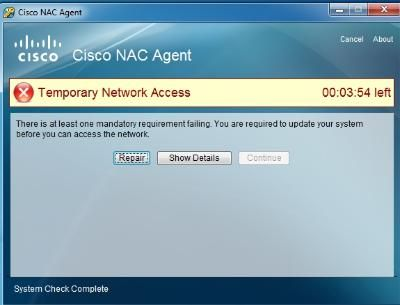 Cisco NAC Agent
Cancel About
CISCO Cisco NAC Agent
Temporary Network Access 00:03:54 left
There is at least one mandatory requirement failing. You are required to update your system
before you can access the network.
Repair Show Details Continue
System Check Complete